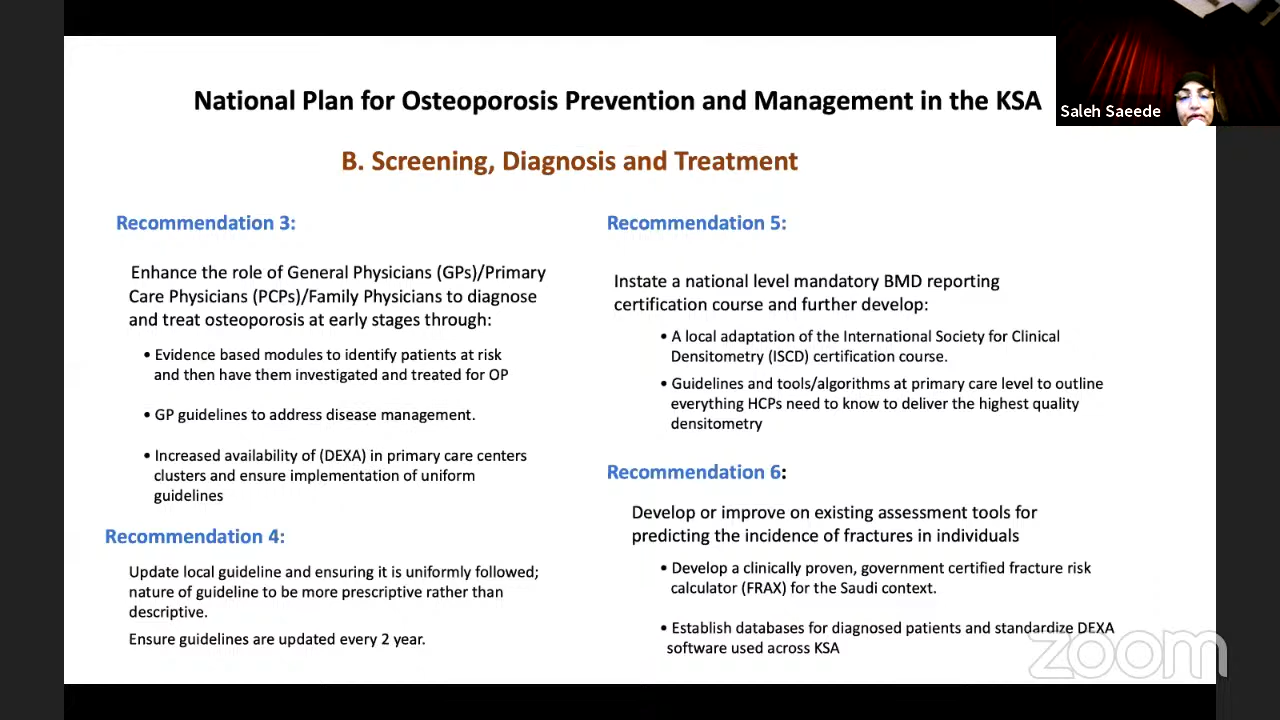 National Plan for Osteoporosis Prevention and Management in the KSA
Saleh Saeede
B. Screening, Diagnosis and Treatment
Recommendation 3:
Enhance the role of General Physicians (GPs)/Primary
Care Physicians (PCPs)/Family Physicians to diagnose
and treat osteoporosis at early stages through:
• Evidence based modules to identify patients at risk
and then have them investigated and treated for OP
• GP guidelines to address disease management.
• Increased availability of (DEXA) in primary care centers
clusters and ensure implementation of uniform
guidelines
Recommendation 4:
Update local guideline and ensuring it is uniformly followed;
nature of guideline to be more prescriptive rather than
descriptive.
Ensure guidelines are updated every 2 year.
Recommendation 5:
Instate a national level mandatory BMD reporting
certification course and further develop:
• A local adaptation of the International Society for Clinical
Densitometry (ISCD) certification course.
• Guidelines and tools/algorithms at primary care level to outline
everything HCPs need to know to deliver the highest quality
densitometry
Recommendation 6:
Develop or improve on existing assessment tools for
predicting the incidence of fractures in individuals
• Develop a clinically proven, government certified fracture risk
calculator (FRAX) for the Saudi context.
• Establish databases for diagnosed patients and standardize DEXA
software used across KSA
zoom